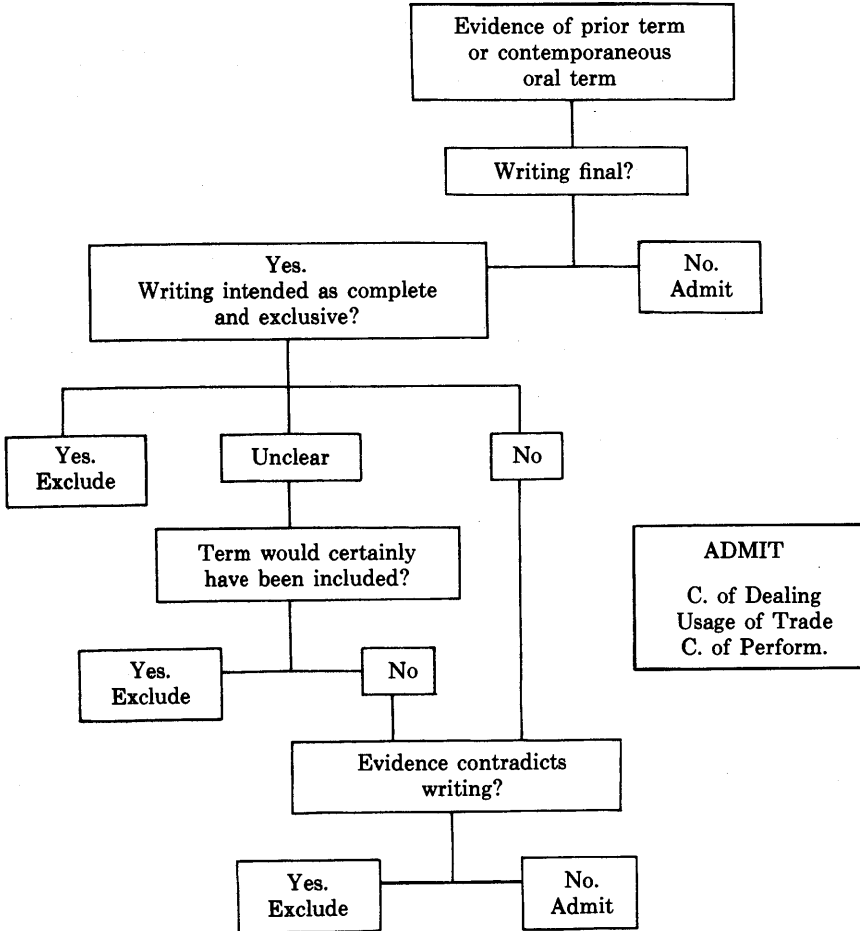 Evidence of prior term
or contemporaneous
oral term
Writing final?
Yes.
Writing intended as complete
and exclusive?
No.
Admit
Yes.
Exclude
Unclear
No
Term would certainly
have been included?
ADMIT
C. of Dealing
Usage of Trade
C. of Perform.
Yes.
Exclude
No
Evidence contradicts
writing?
Yes.
Exclude
No.
Admit